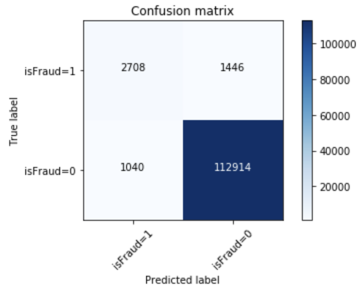 Confusion matrix
True label
isFraud=1
2708
1446
isFraud=0
1040
112914
isFraud=1
isFraud=0
Predicted label
100000
80000
60000
40000
20000